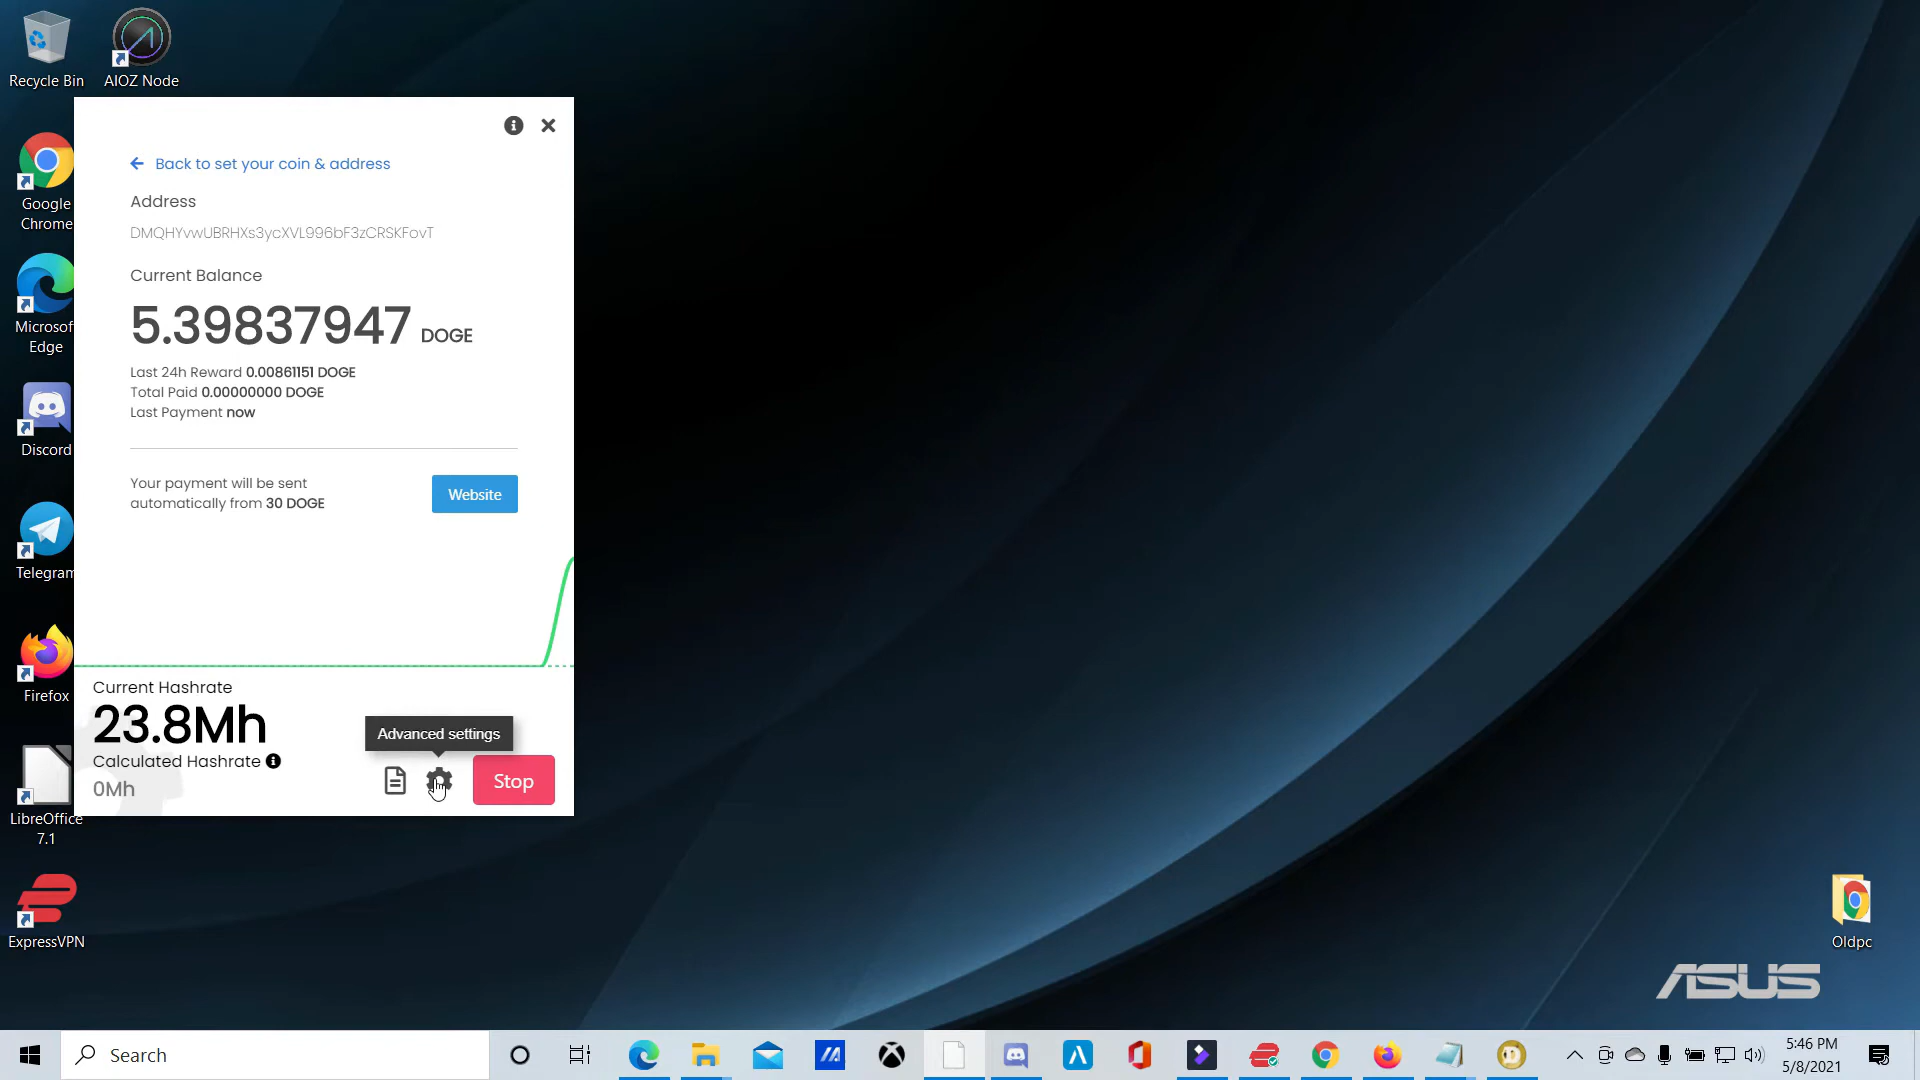 Recycle Bin
AIOZ Node
Google
Chrome
Microsof
Edge
Discord
Telegram
Firefox
LibreOffice
7.1
ExpressVPN
Back to set your coin & address
Address
DMQHYvwUBRHXs3ycXVL996bF3zCRSKFovT
Current Balance
5.39837947 DOGE
Last 24h Reward 0.00861151 DOGE
Total Paid 0.00000000 DOGE
Last Payment now
Your payment will be sent
automatically from 30 DOGE
Website
Current Hashrate
23.8Mh
Advanced settings
Calculated Hashrate
0Mh
Stop
Oldpc
ASUS
Search
5:46 PM
5/8/2021